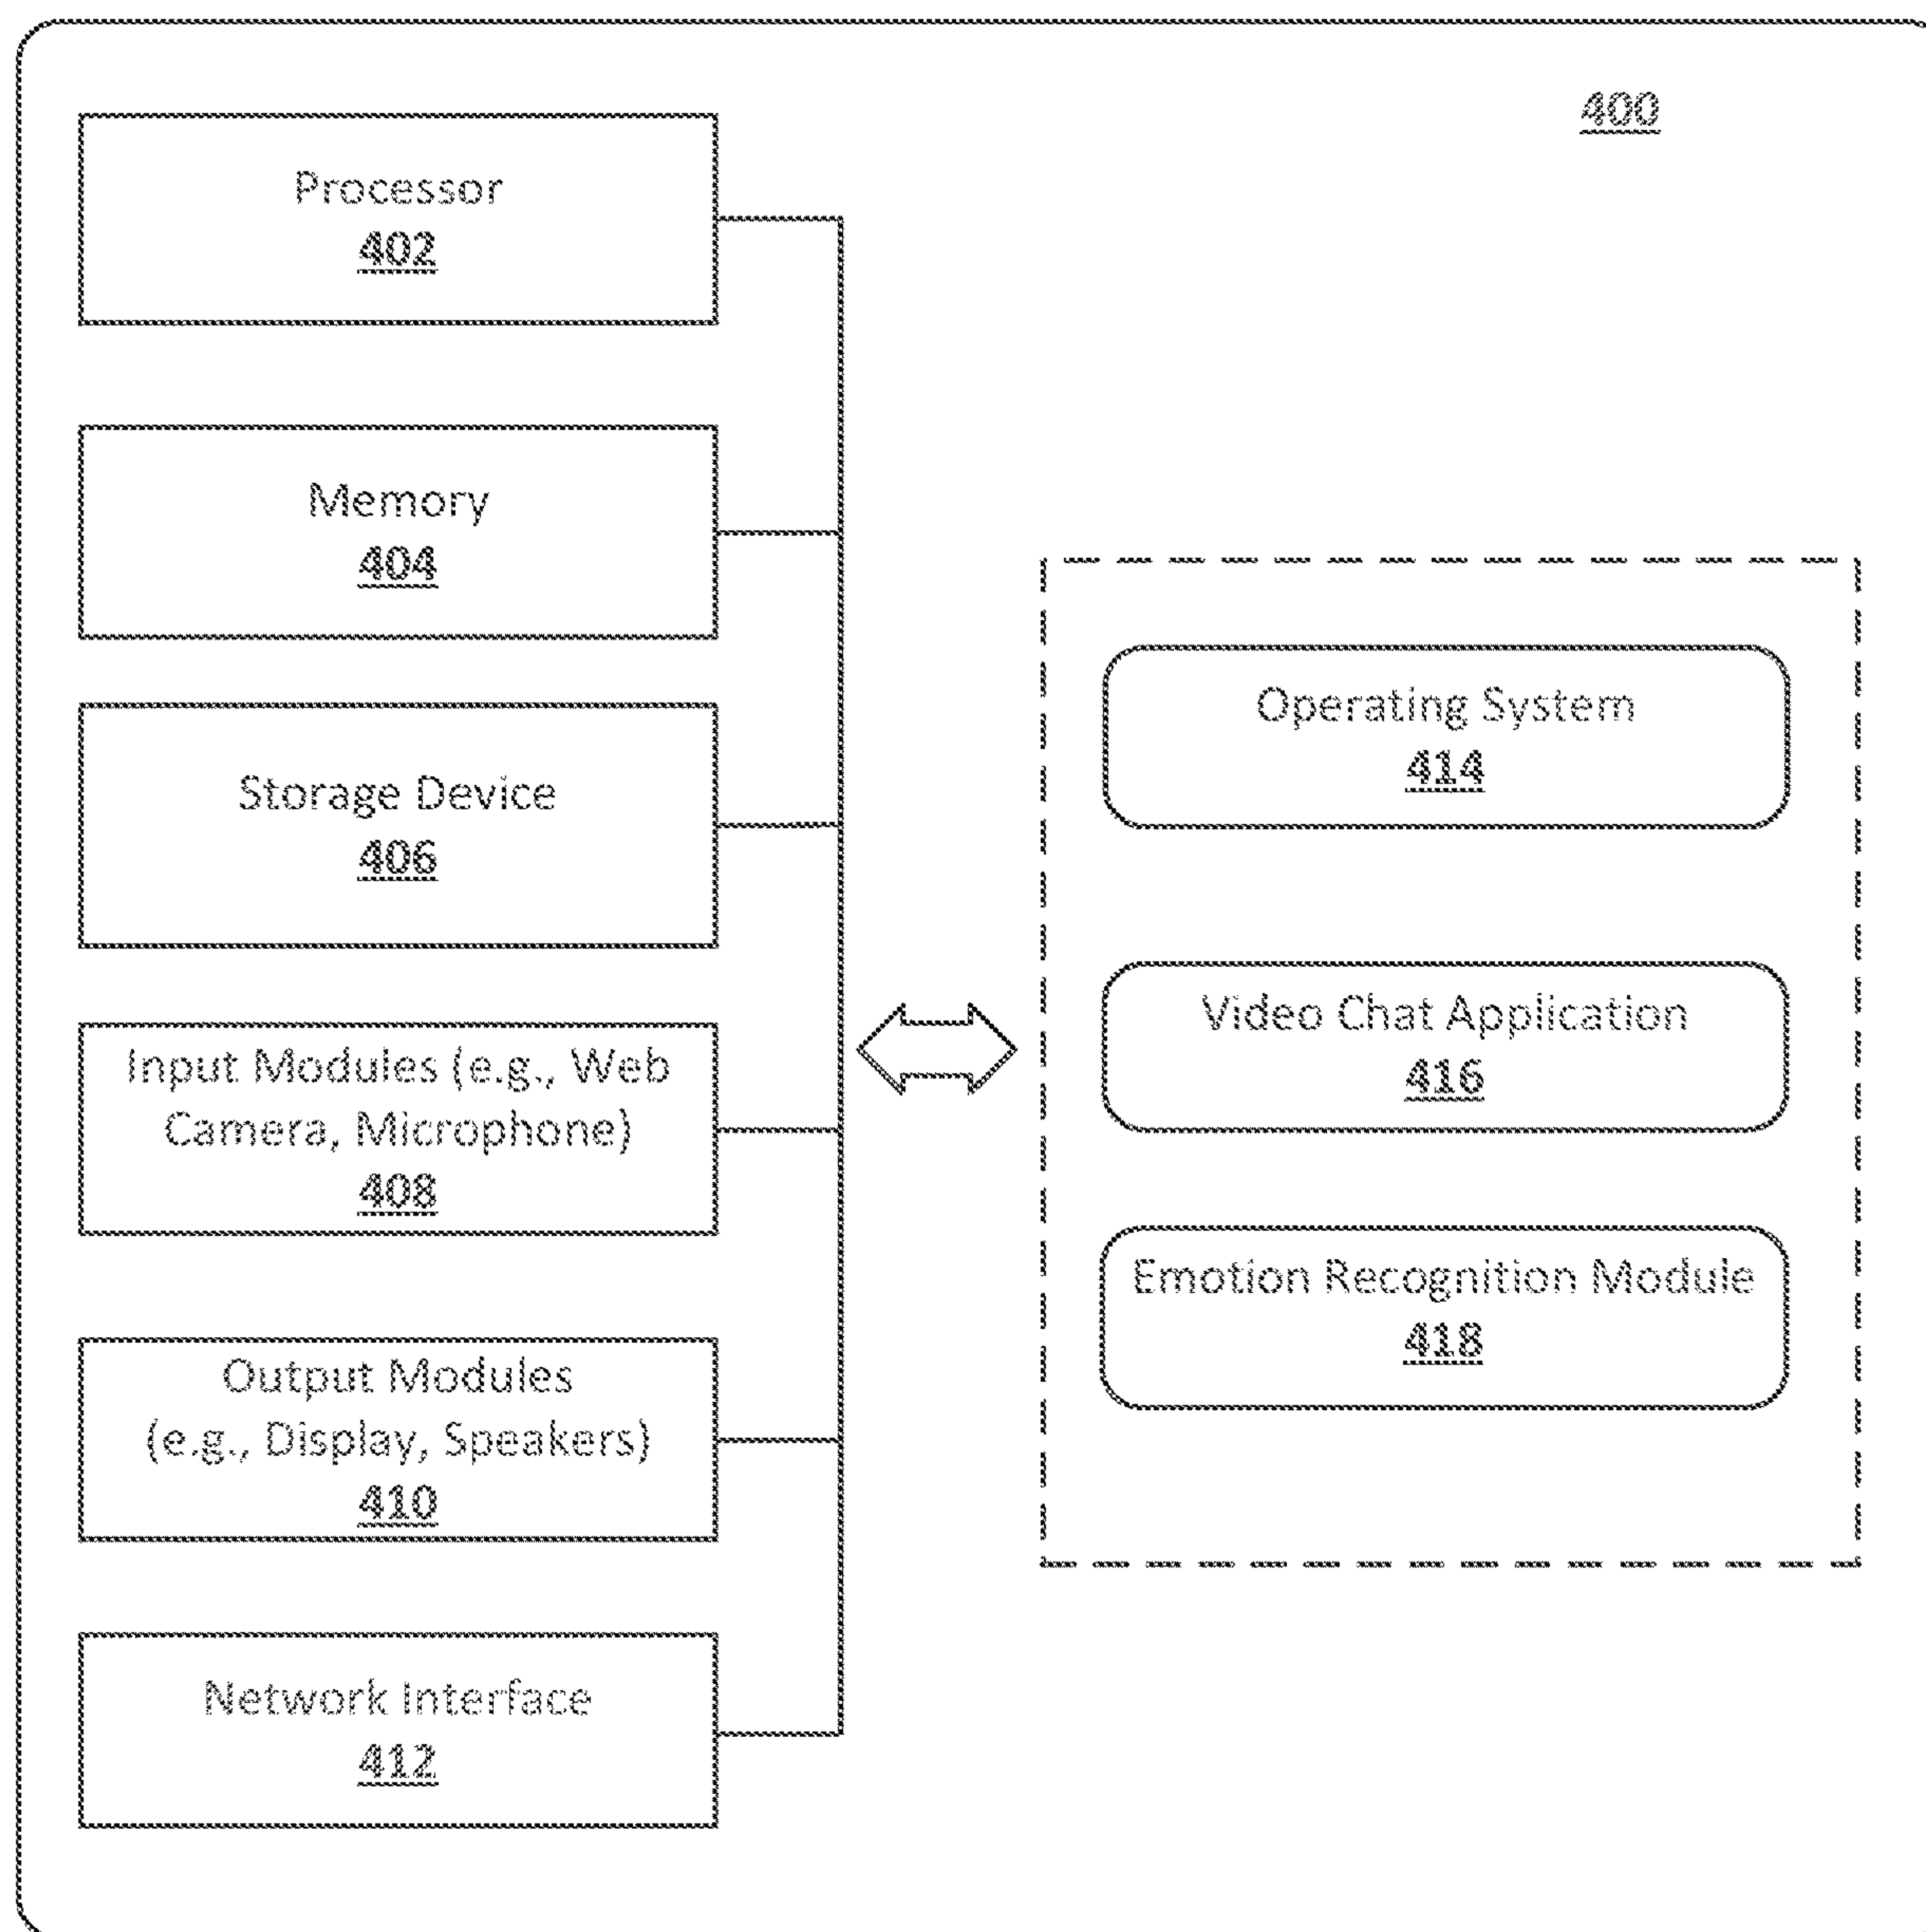 400
Processor
402
Memory
404
Storage Device
406
Input Modules (e.g., Web
Camera, Microphone)
408
Output Modules
(e.g., Display, Speakers)
410
Network Interface
412
Operating System
414
Video Chat Application
416
Emotion Recognition Module
418